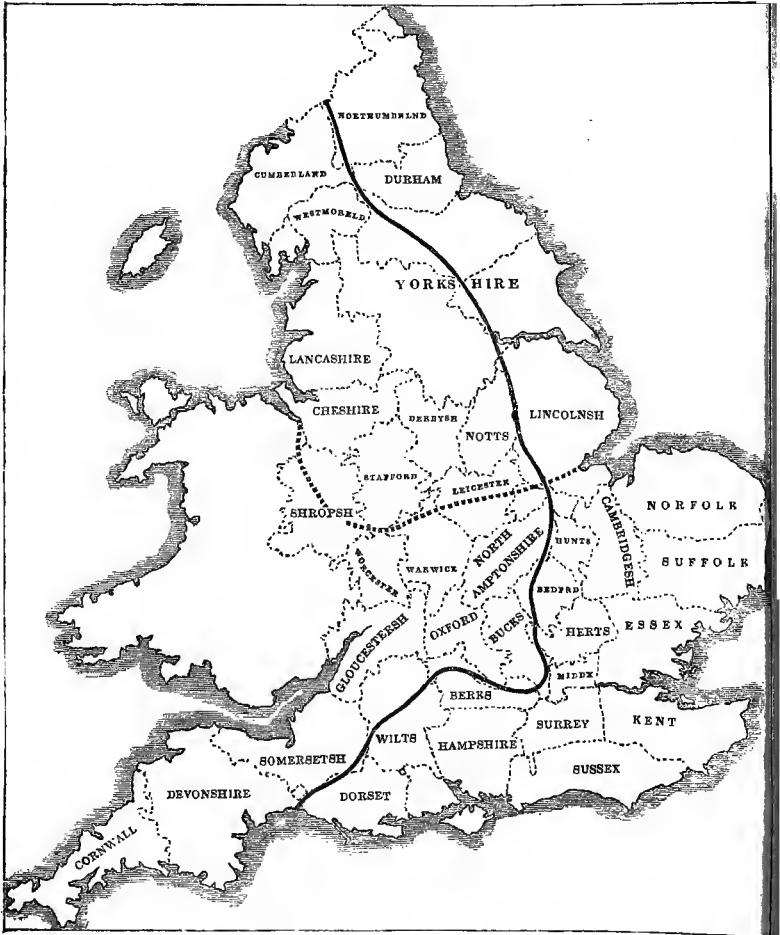 NORTHUMBRLND
CUMBERLAND
DURHAM
WESTMORELD
YORKSHIRE
LANCASHIRE
CHESHIRE
DERBYSH
LINCOLNSH
NOTTS
STAFFORD
LEICESTER
SHROPSH
NORFOLK
CAMBRIDGESH
NORTH
AMPTONSHIRE
HUNTS
SUFFOLK
WORCESTER
WARWICK
BEDFRD
OXFORD
BUCKS
HERTS
ESSEX
GLOUCESTERSH
MIDDX
BERKS
SURREY
KENT
WILTS
HAMPSHIRE
SOMERSETSH
SUSSEX
DEVONSHIRE
DORSET
CORNWALL